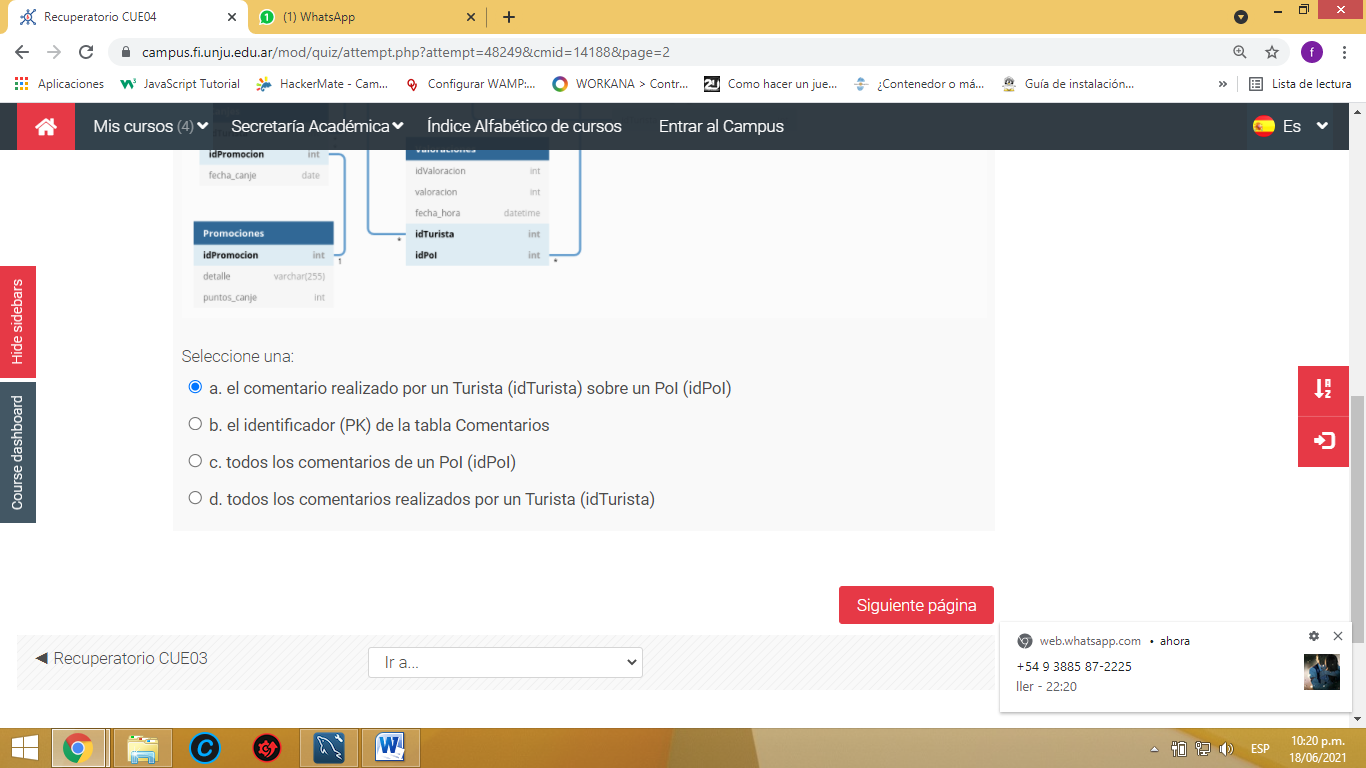 Recuperatorio CUE04
(1) WhatsApp
campus.fi.unju.edu.ar/mod/quiz/attempt.php?attempt=48249&cmid=14188&page=2
f
Aplicaciones
JavaScript Tutorial
HackerMate - Cam...
Configurar WAMP:...
WORKANA > Contr...
Como hacer un jue...
¿Contenedor o má...
Guía de instalación...
»
Lista de lectura
Mis cursos (4)
Secretaría Académica
Índice Alfabético de cursos
Entrar al Campus
Es
idPromocion int
fecha_canje date
Promociones
idPromocion int
1
detalle varchar(255)
puntos_canje int
Valoraciones
idValoracion int
valoracion int
fecha_hora datetime
* idTurista int
idPoI int *
Hide sidebars
Course dashboard
Seleccione una:
a. el comentario realizado por un Turista (idTurista) sobre un PoI (idPoI)
b. el identificador (PK) de la tabla Comentarios
c. todos los comentarios de un PoI (idPoI)
d. todos los comentarios realizados por un Turista (idTurista)
Siguiente página
◀ Recuperatorio CUE03
Ir a...
web.whatsapp.com • ahora
+54 9 3885 87-2225
ller - 22:20
ESP
10:20 p.m.
18/06/2021